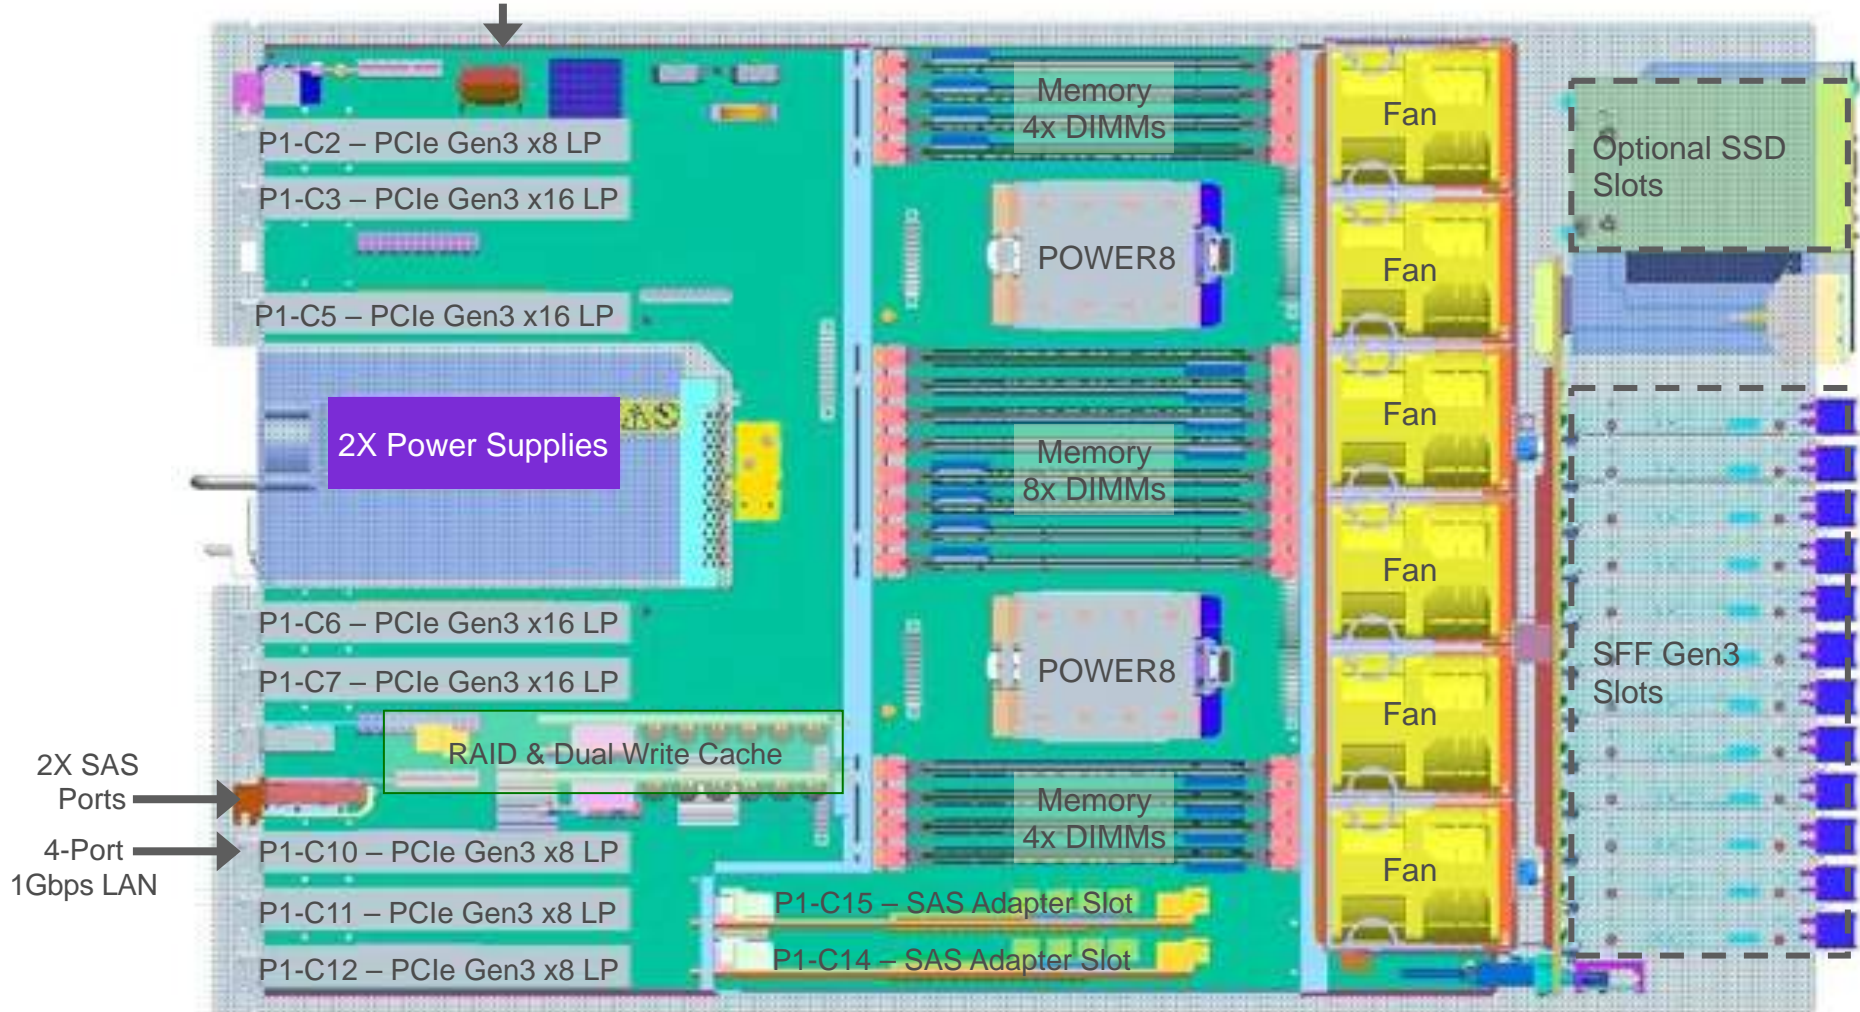 P1-C2 – PCIe Gen3 x8 LP
P1-C3 – PCIe Gen3 x16 LP
P1-C5 – PCIe Gen3 x16 LP
2X Power Supplies
P1-C6 – PCIe Gen3 x16 LP
P1-C7 – PCIe Gen3 x16 LP
RAID & Dual Write Cache
2X SAS
Ports
4-Port
1Gbps LAN
P1-C10 – PCIe Gen3 x8 LP
P1-C11 – PCIe Gen3 x8 LP
P1-C12 – PCIe Gen3 x8 LP
Memory
4x DIMMs
POWER8
Memory
8x DIMMs
POWER8
Memory
4x DIMMs
P1-C15 – SAS Adapter Slot
P1-C14 – SAS Adapter Slot
Fan
Fan
Fan
Fan
Fan
Fan
Optional SSD
Slots
SFF Gen3
Slots